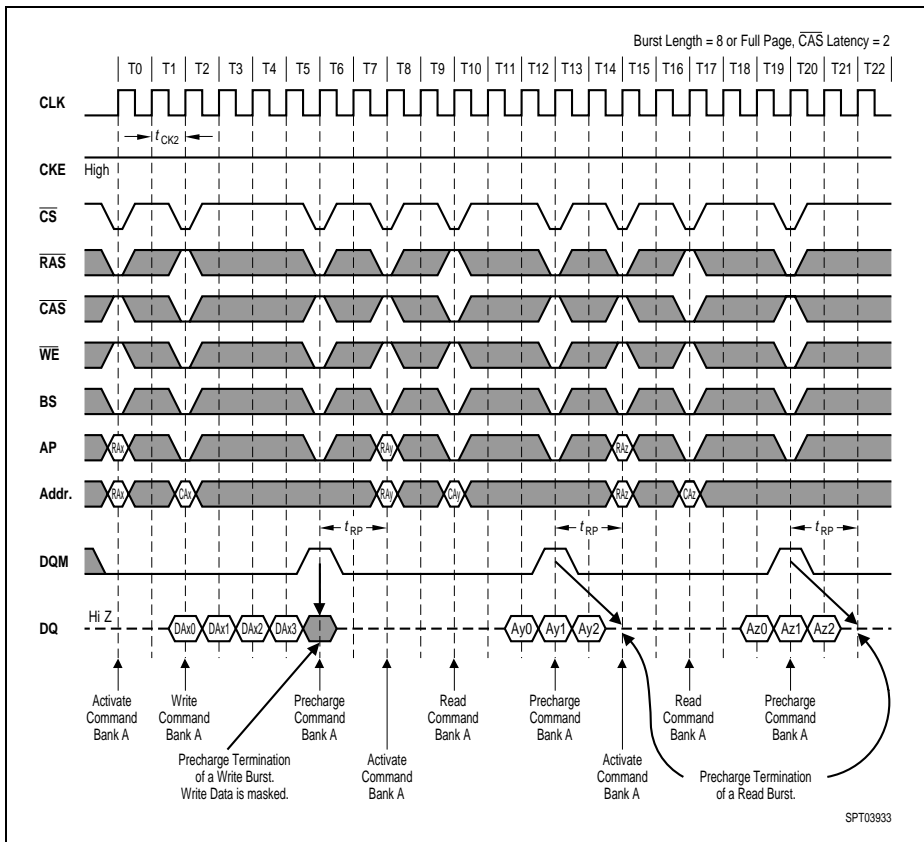 Burst Length = 8 or Full Page, CAS Latency = 2
T0 T1 T2 T3 T4 T5 T6 T7 T8 T9 T10 T11 T12 T13 T14 T15 T16 T17 T18 T19 T20 T21 T22
CLK
t CK2
CKE High
CS
RAS
CAS
WE
BS
AP RAx RAy RAz
Addr. RAx CAx RAy CAy RAz CAz
t RP t RP t RP
DQM
Hi Z
DQ DAx0 DAx1 DAx2 DAx3 Ay0 Ay1 Ay2 Az0 Az1 Az2
Activate Command Bank A
Write Command Bank A
Precharge Command Bank A
Read Command Bank A
Precharge Command Bank A
Read Command Bank A
Precharge Command Bank A
Precharge Termination
of a Write Burst.
Write Data is masked.
Activate
Command
Bank A
Activate
Command
Bank A
Precharge Termination
of a Read Burst.
SPT03933